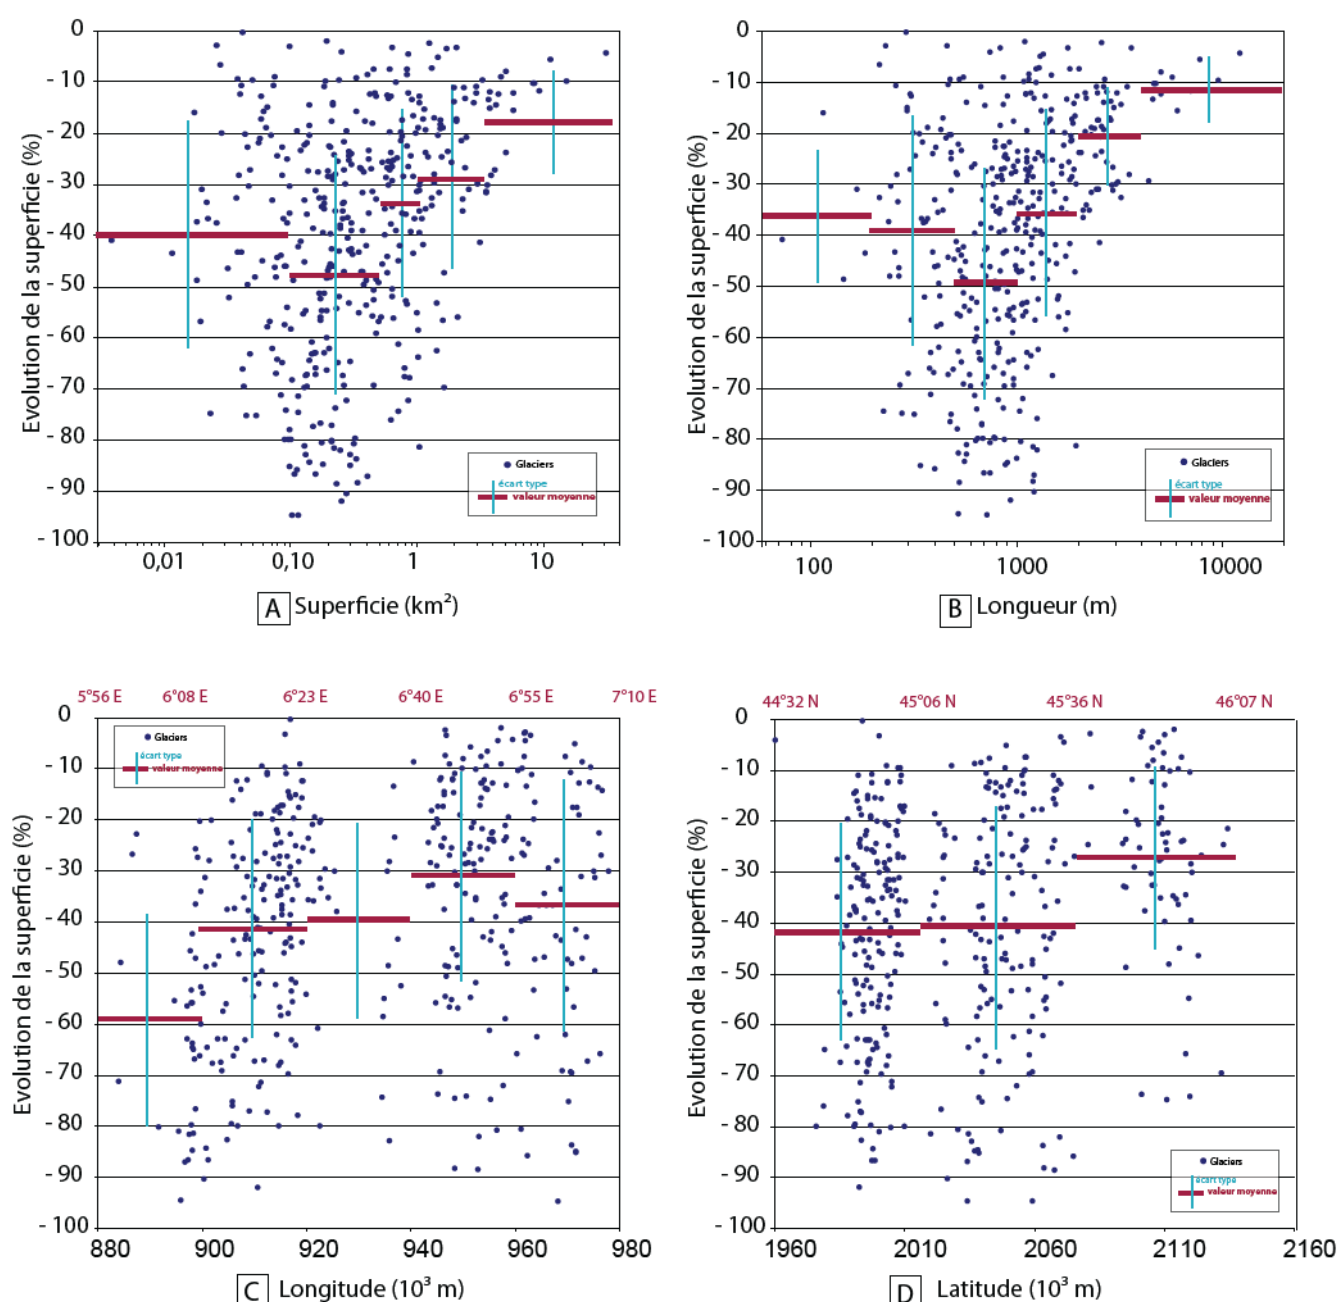 0
- 10
- 20
- 30
- 40
- 50
- 60
- 70
- 80
- 90
- 100
Evolution de la superficie (%)
Glaciers
écart type
valeur moyenne
0,01 0,10 1 10
A Superficie (km²)
0
- 10
- 20
- 30
- 40
- 50
- 60
- 70
- 80
- 90
- 100
Evolution de la superficie (%)
Glaciers
écart type
valeur moyenne
100 1000 10000
B Longueur (m)
5°56 E 6°08 E 6°23 E 6°40 E 6°55 E 7°10 E
0
- 10
- 20
- 30
- 40
- 50
- 60
- 70
- 80
- 90
- 100
Evolution de la superficie (%)
Glaciers
écart type
valeur moyenne
880 900 920 940 960 980
C Longitude (10³ m)
44°32 N 45°06 N 45°36 N 46°07 N
0
- 10
- 20
- 30
- 40
- 50
- 60
- 70
- 80
- 90
- 100
Evolution de la superficie (%)
Glaciers
écart type
valeur moyenne
1960 2010 2060 2110 2160
D Latitude (10³ m)